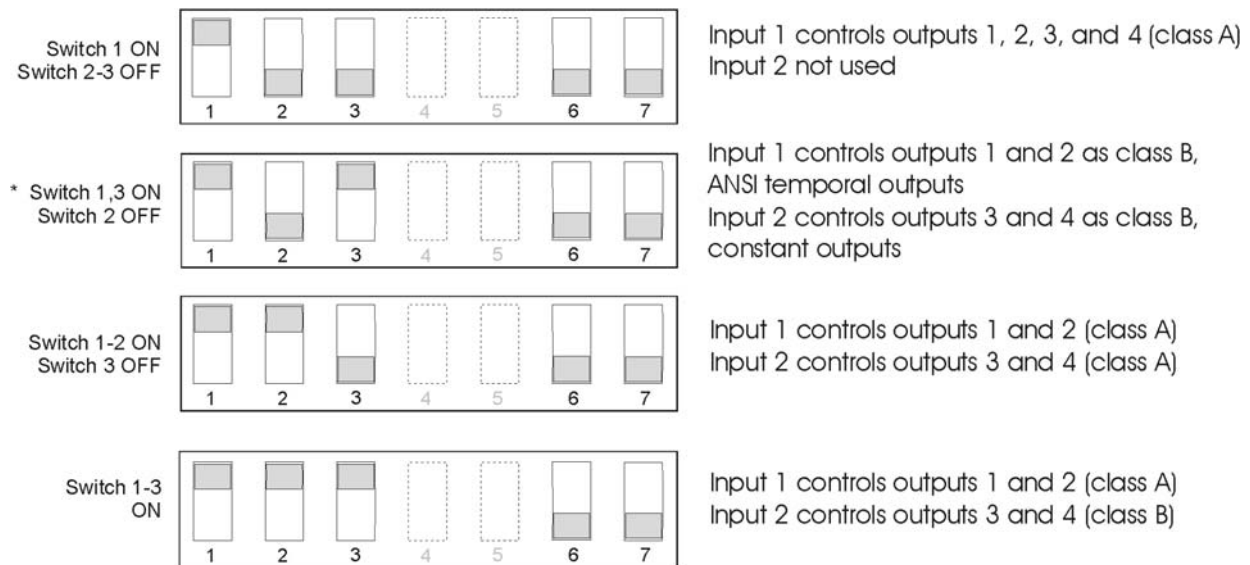 Switch 1 ON
Switch 2-3 OFF
1 2 3 4 5 6 7
Input 1 controls outputs 1, 2, 3, and 4 (class A)
Input 2 not used
* Switch 1,3 ON
Switch 2 OFF
1 2 3 4 5 6 7
Input 1 controls outputs 1 and 2 as class B,
ANSI temporal outputs
Input 2 controls outputs 3 and 4 as class B,
constant outputs
Switch 1-2 ON
Switch 3 OFF
1 2 3 4 5 6 7
Input 1 controls outputs 1 and 2 (class A)
Input 2 controls outputs 3 and 4 (class A)
Switch 1-3
ON
1 2 3 4 5 6 7
Input 1 controls outputs 1 and 2 (class A)
Input 2 controls outputs 3 and 4 (class B)